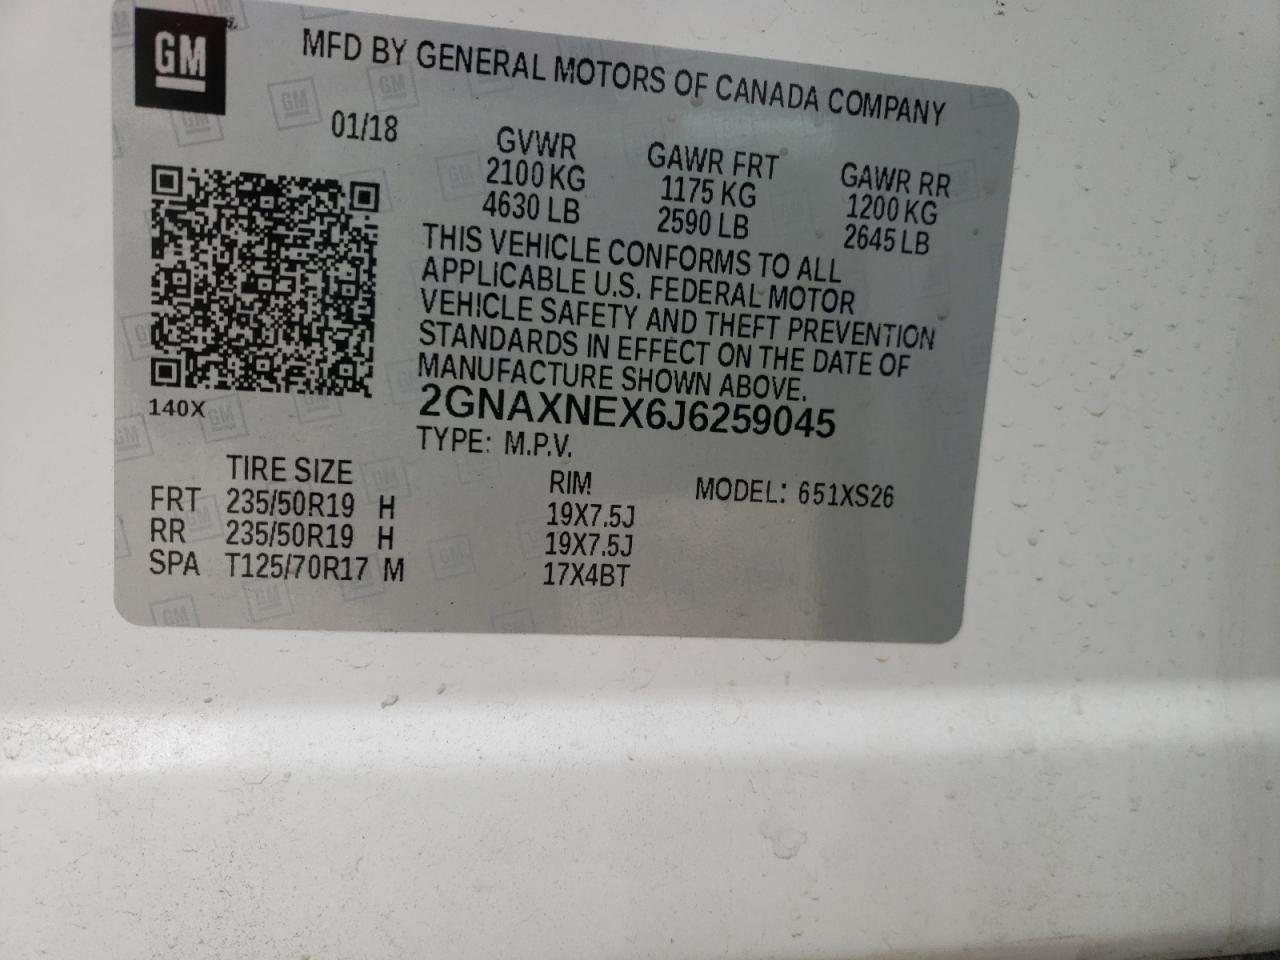 GM
MFD BY GENERAL MOTORS OF CANADA COMPANY
01/18
GVWR
2100 KG
4630 LB
GAWR FRT
1175 KG
2590 LB
GAWR RR
1200 KG
2645 LB
THIS VEHICLE CONFORMS TO ALL
APPLICABLE U.S. FEDERAL MOTOR
VEHICLE SAFETY AND THEFT PREVENTION
STANDARDS IN EFFECT ON THE DATE OF
MANUFACTURE SHOWN ABOVE.
140X
2GNAXNEX6J6259045
TYPE: M.P.V.
TIRE SIZE RIM MODEL: 651XS26
FRT 235/50R19 H 19X7.5J
RR 235/50R19 H 19X7.5J
SPA T125/70R17 M 17X4BT